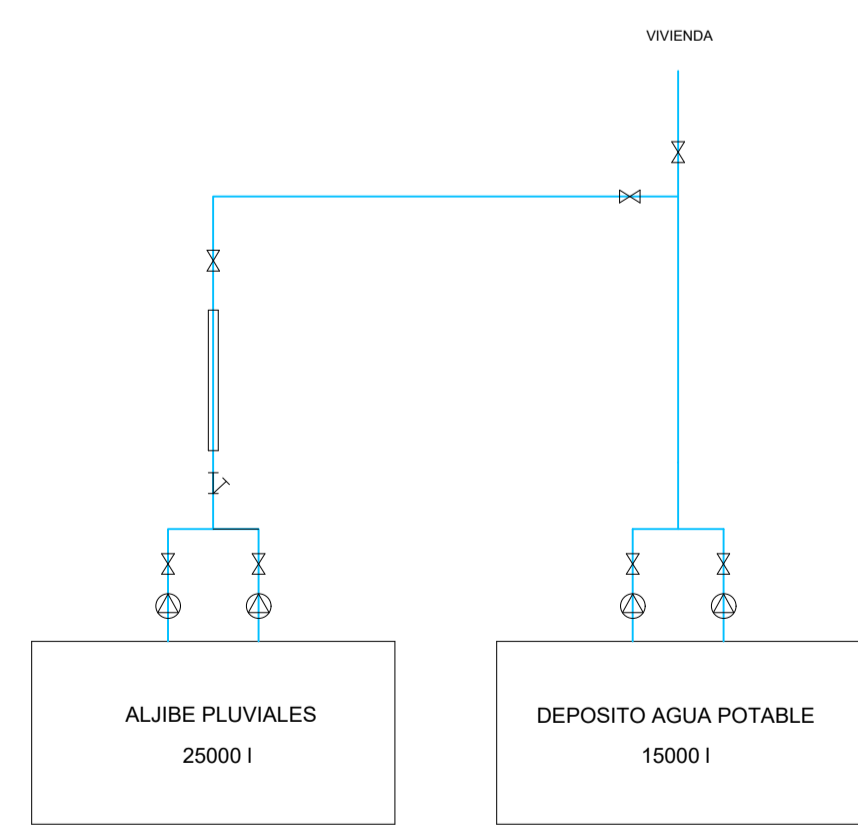 VIVIENDA
ALJIBE PLUVIALES
25000 l
DEPOSITO AGUA POTABLE
15000 l